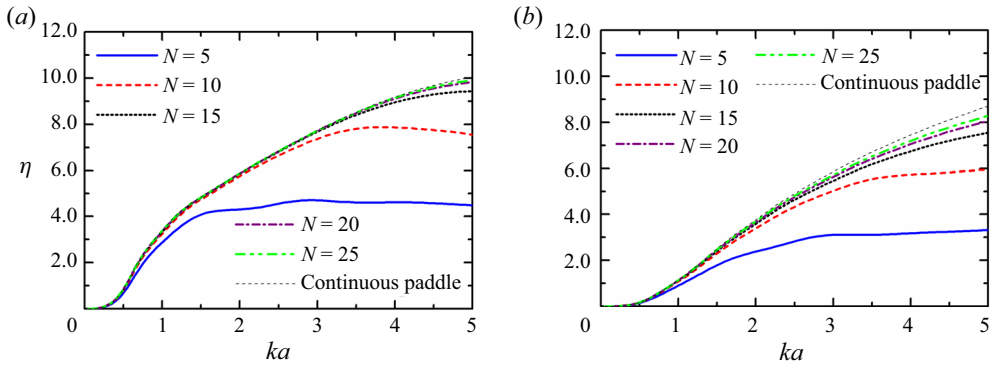 (a)
12.0
10.0
8.0
6.0
4.0
2.0
0
η
N = 5
N = 10
N = 15
N = 20
N = 25
Continuous paddle
1
2
3
4
5
ka
(b)
12.0
10.0
8.0
6.0
4.0
2.0
0
N = 5
N = 10
N = 15
N = 20
N = 25
Continuous paddle
1
2
3
4
5
ka